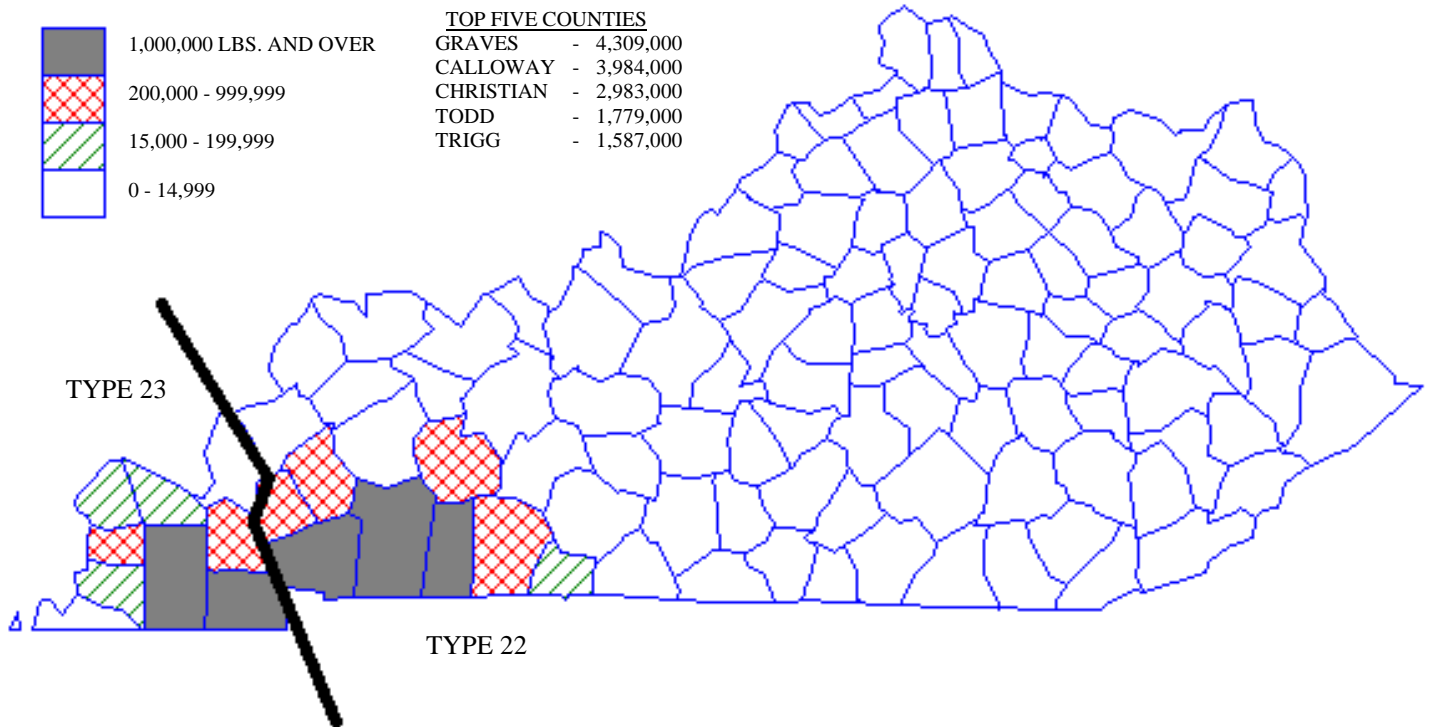 1,000,000 LBS. AND OVER
200,000 - 999,999
15,000 - 199,999
0 - 14,999
TOP FIVE COUNTIES
GRAVES - 4,309,000
CALLOWAY - 3,984,000
CHRISTIAN - 2,983,000
TODD - 1,779,000
TRIGG - 1,587,000
TYPE 23
TYPE 22